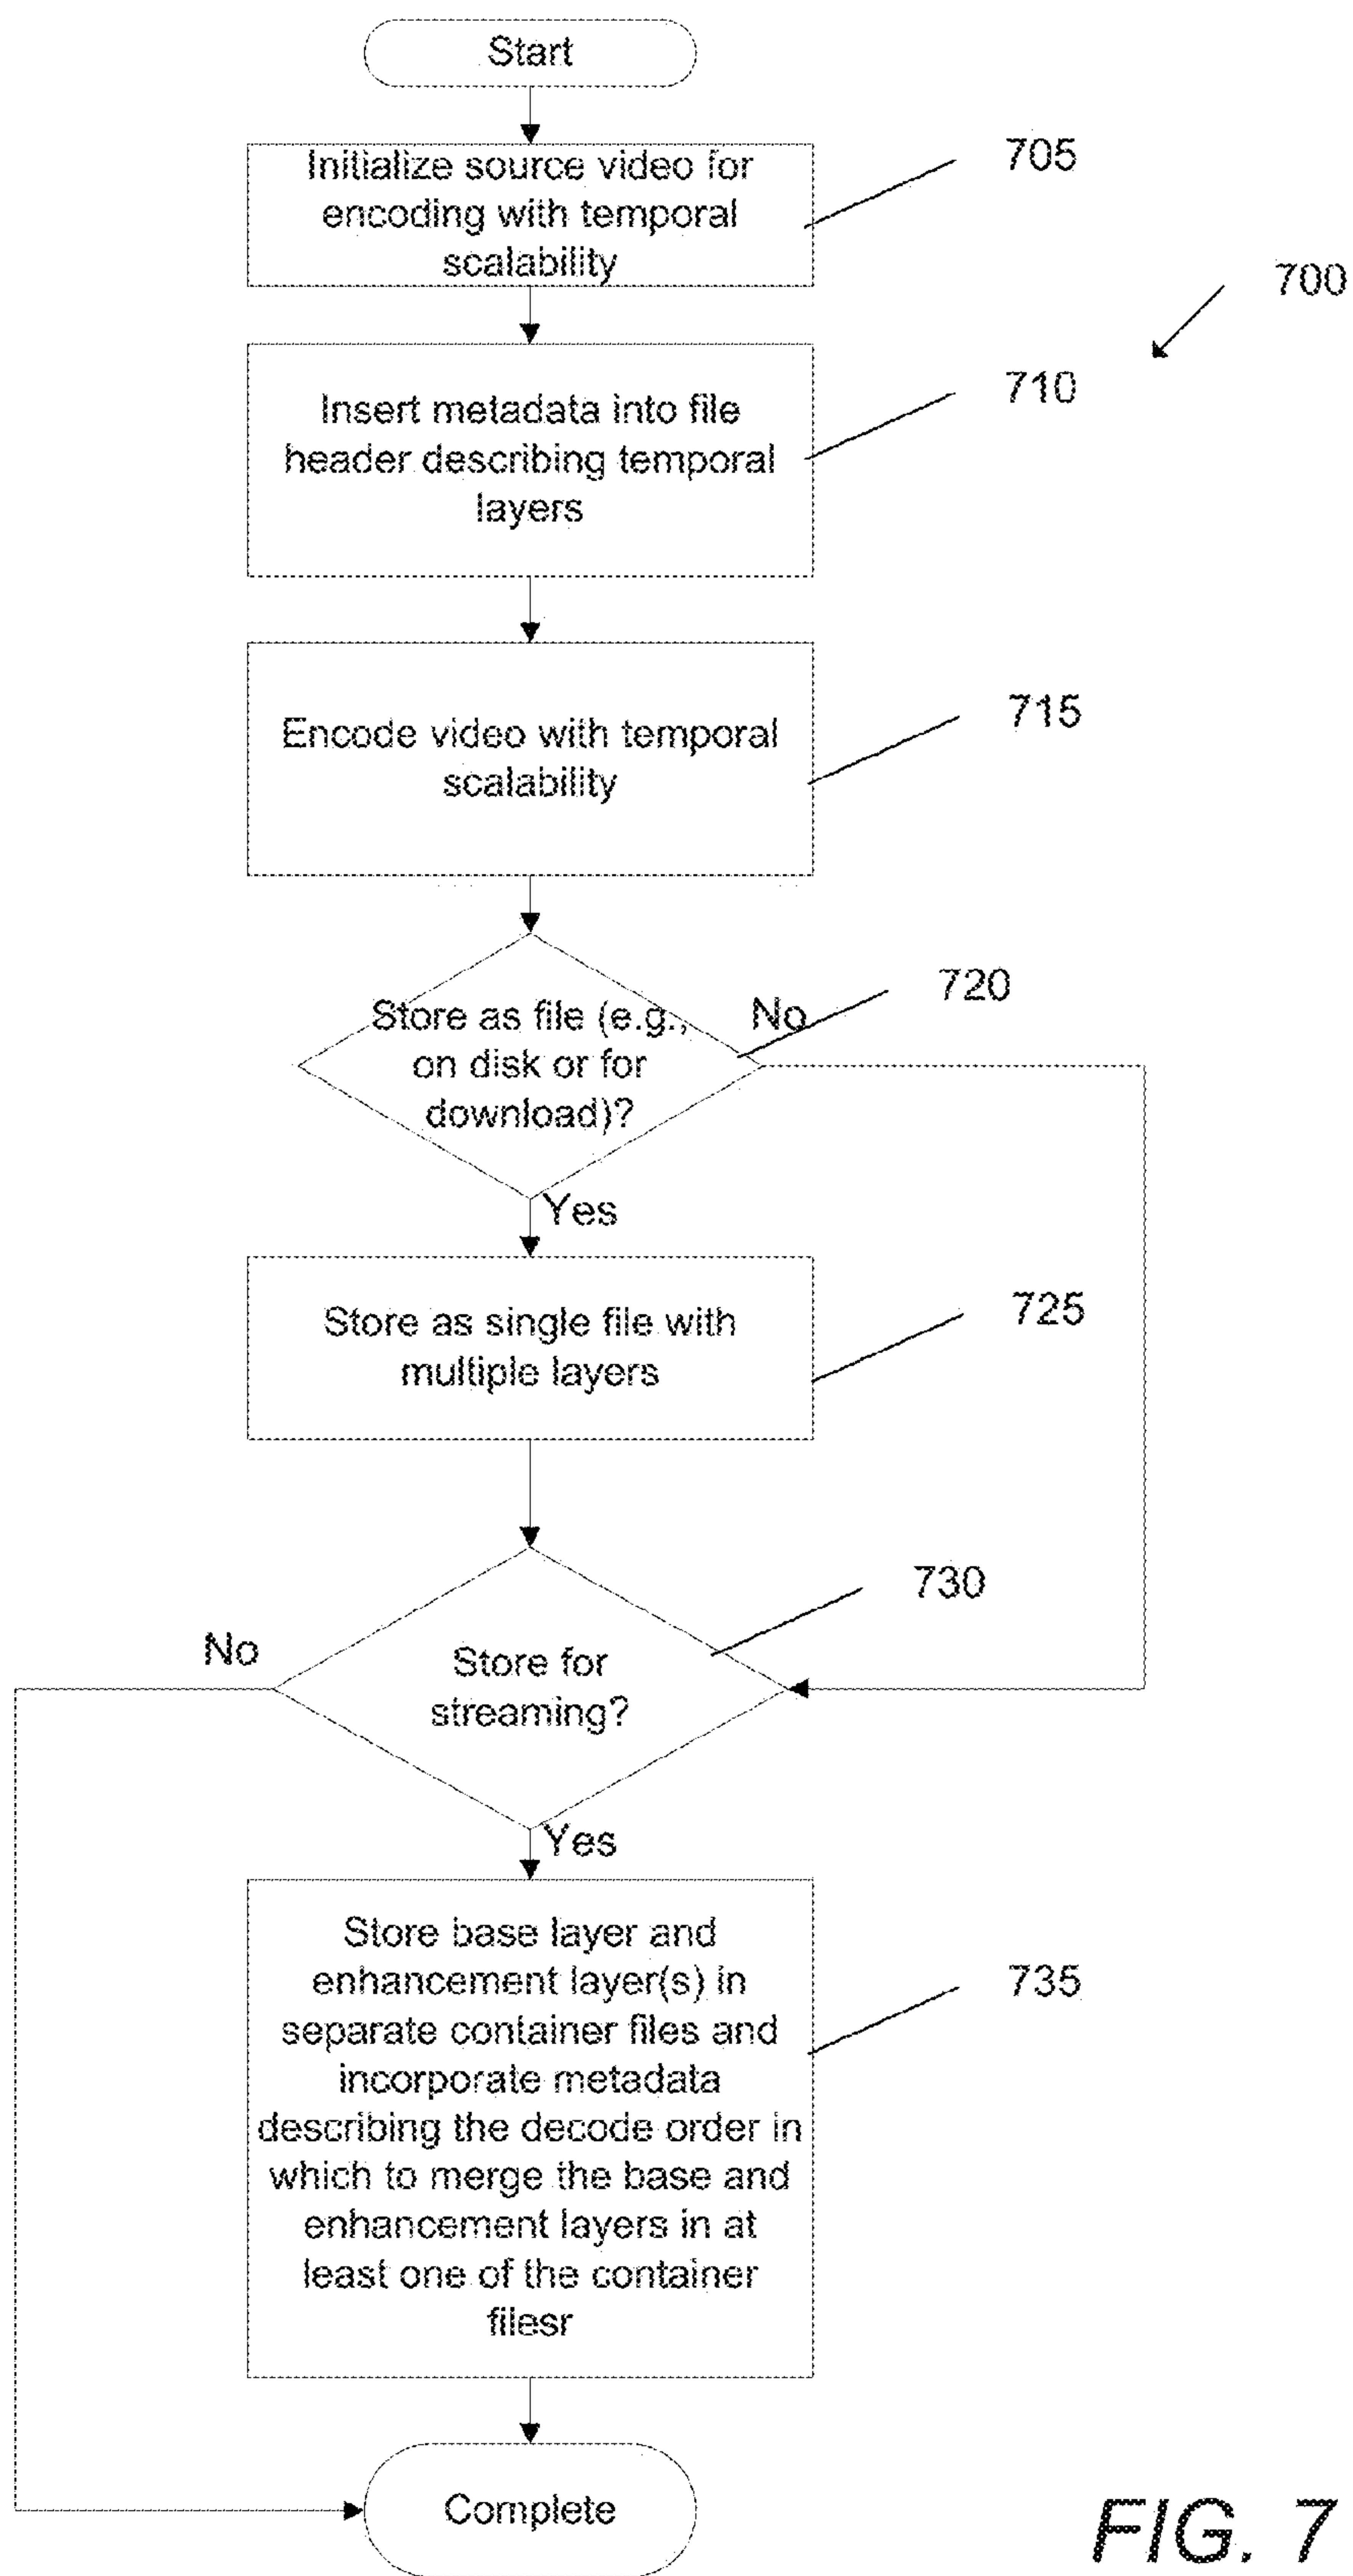 Start
Initialize source video for
encoding with temporal
scalability
705
700
Insert metadata into file
header describing temporal
layers
710
Encode video with temporal
scalability
715
Store as file (e.g.,
on disk or for
download)?
No
720
Yes
Store as single file with
multiple layers
725
Store for
streaming?
730
No
Yes
Store base layer and
enhancement layer(s) in
separate container files and
incorporate metadata
describing the decode order in
which to merge the base and
enhancement layers in at
least one of the container
filesr
735
Complete
FIG. 7